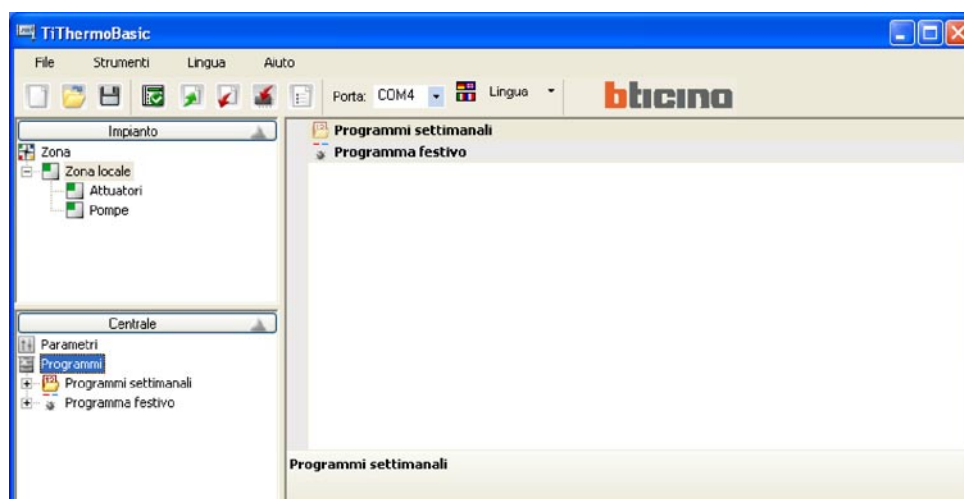 TiThermoBasic
File Strumenti Lingua Aiuto
Porta: COM4 Lingua bticino
Impianto
Zona
Zona locale
Attuatori
Pompe
Programmi settimanali
Programma festivo
Centrale
Parametri
Programmi
Programmi settimanali
Programma festivo
Programmi settimanali